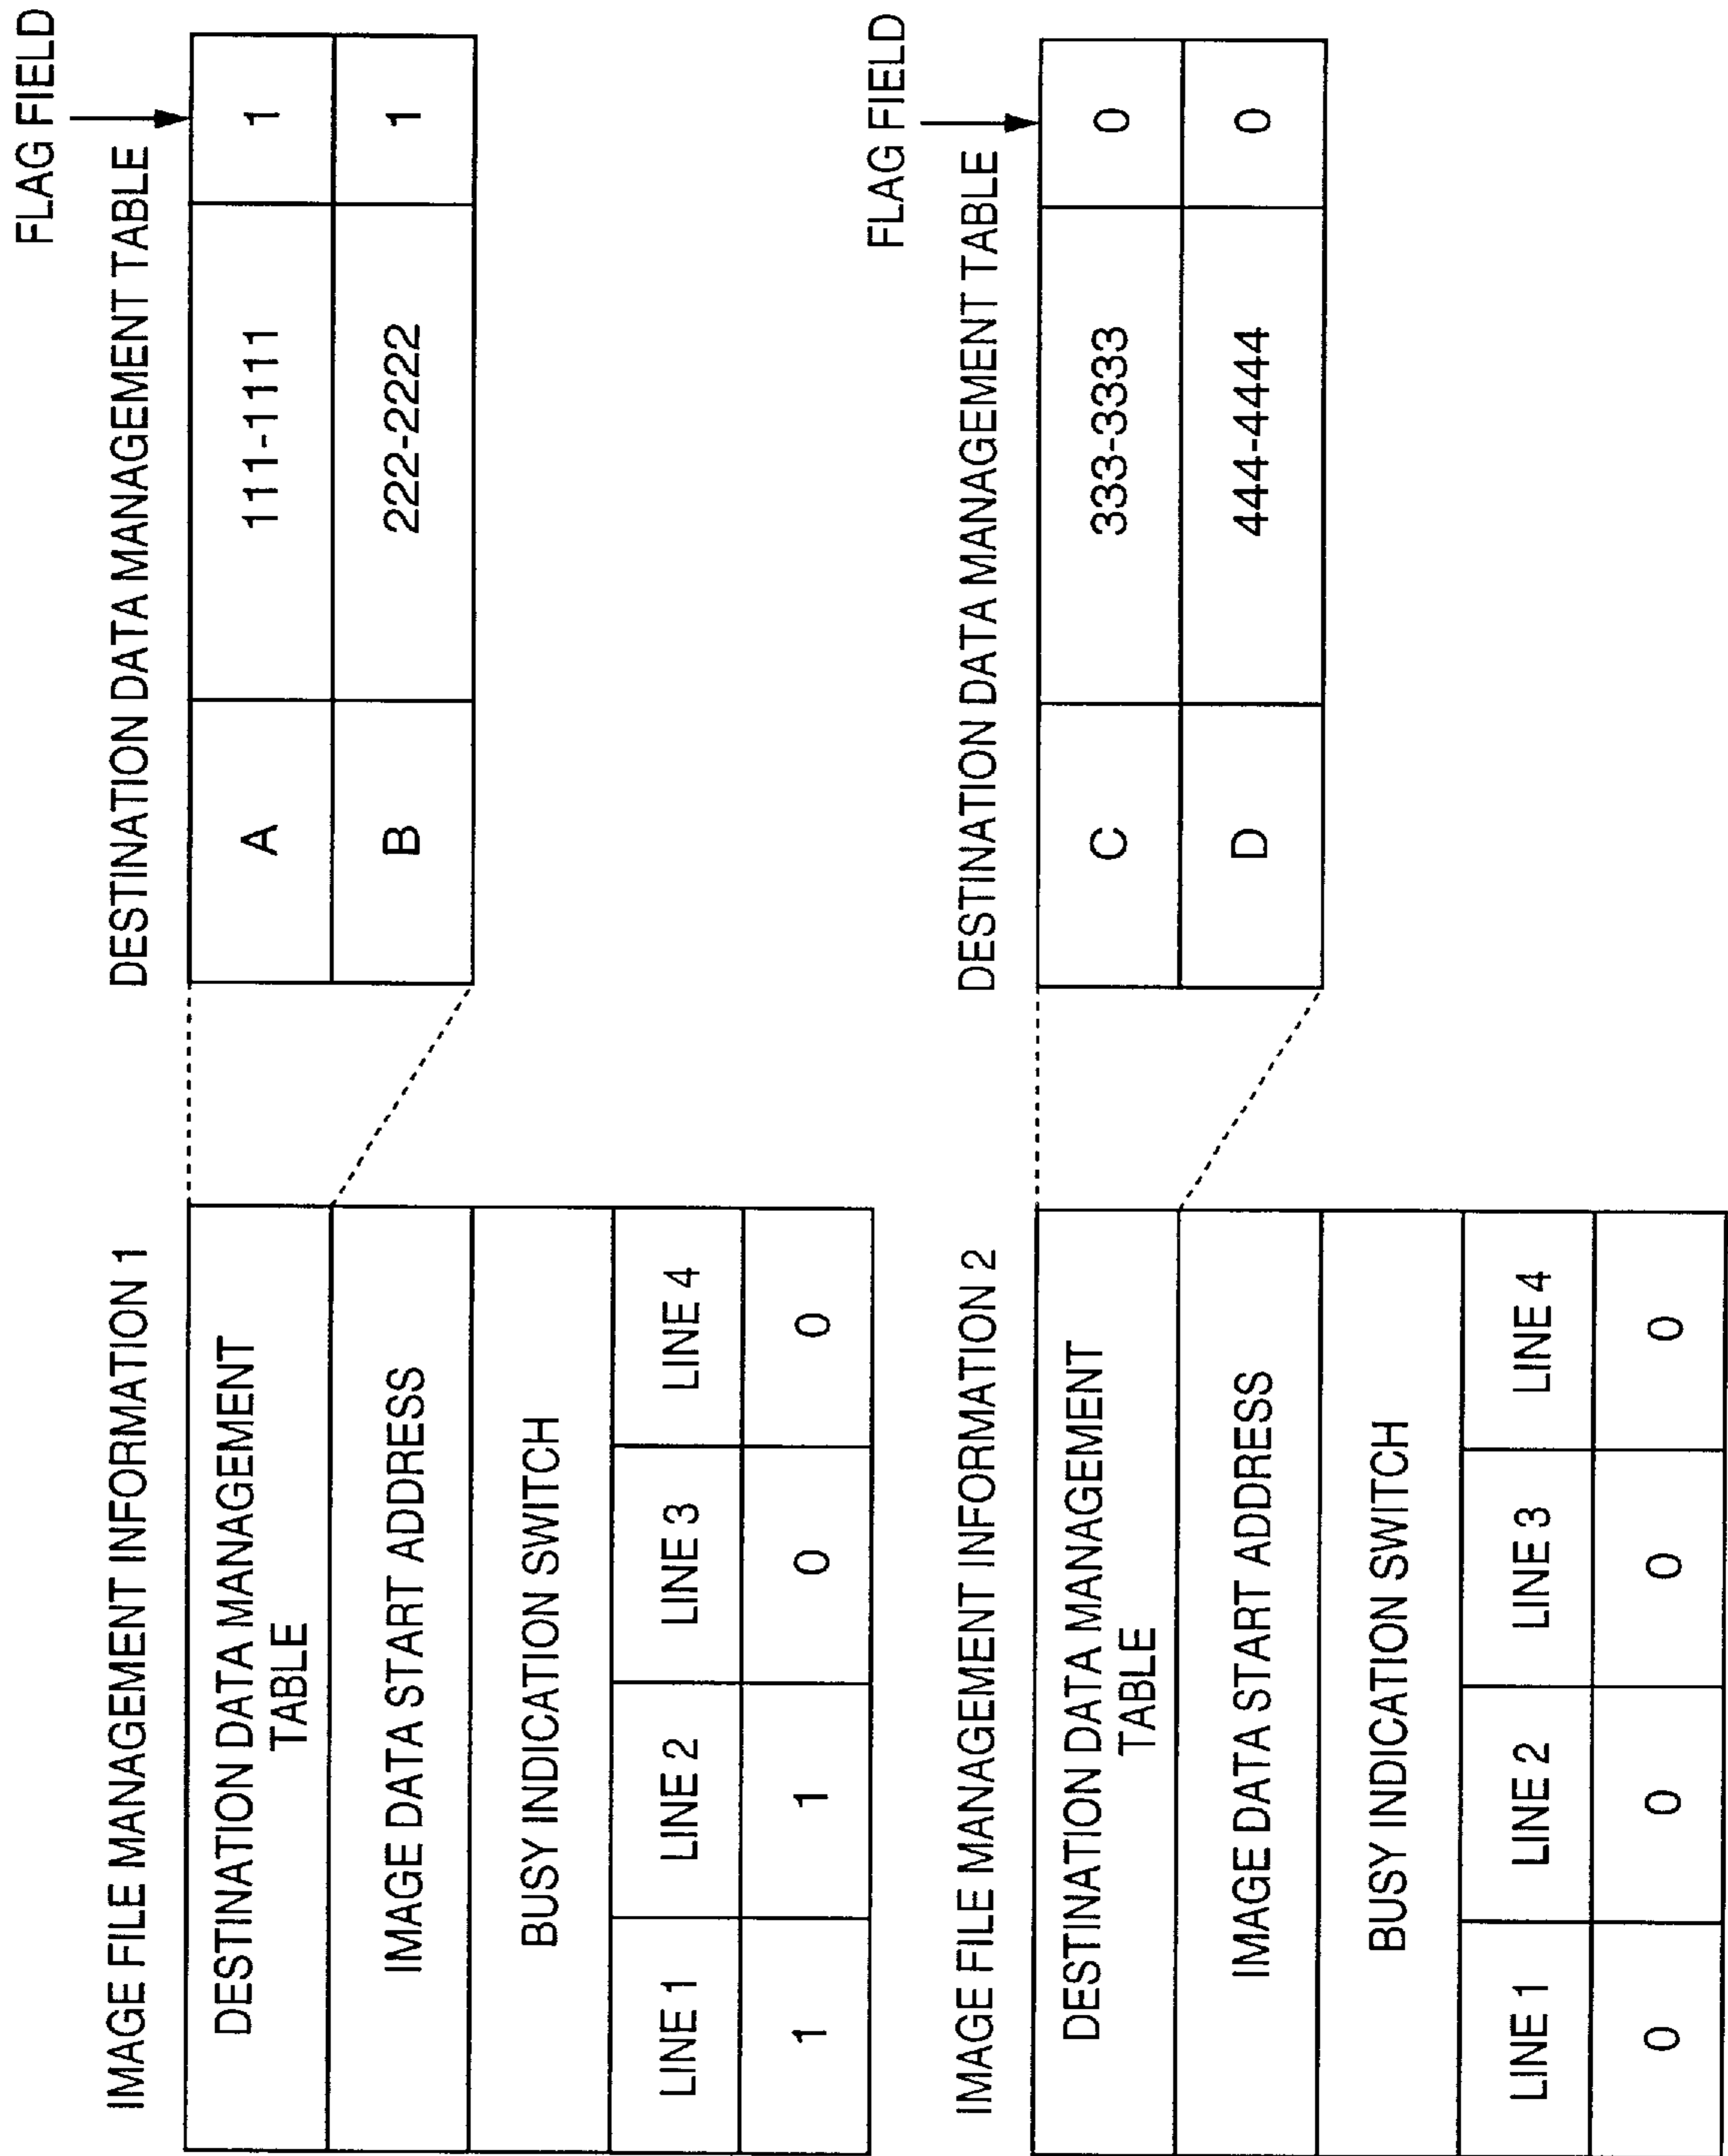 IMAGE FILE MANAGEMENT INFORMATION 1
DESTINATION DATA MANAGEMENT
TABLE
IMAGE DATA START ADDRESS
BUSY INDICATION SWITCH
LINE 1 LINE 2 LINE 3 LINE 4
1 1 0 0
FLAG FIELD
DESTINATION DATA MANAGEMENT TABLE
A 111-1111 1
B 222-2222 1
IMAGE FILE MANAGEMENT INFORMATION 2
DESTINATION DATA MANAGEMENT
TABLE
IMAGE DATA START ADDRESS
BUSY INDICATION SWITCH
LINE 1 LINE 2 LINE 3 LINE 4
0 0 0 0
FLAG FIELD
DESTINATION DATA MANAGEMENT TABLE
C 333-3333 0
D 444-4444 0